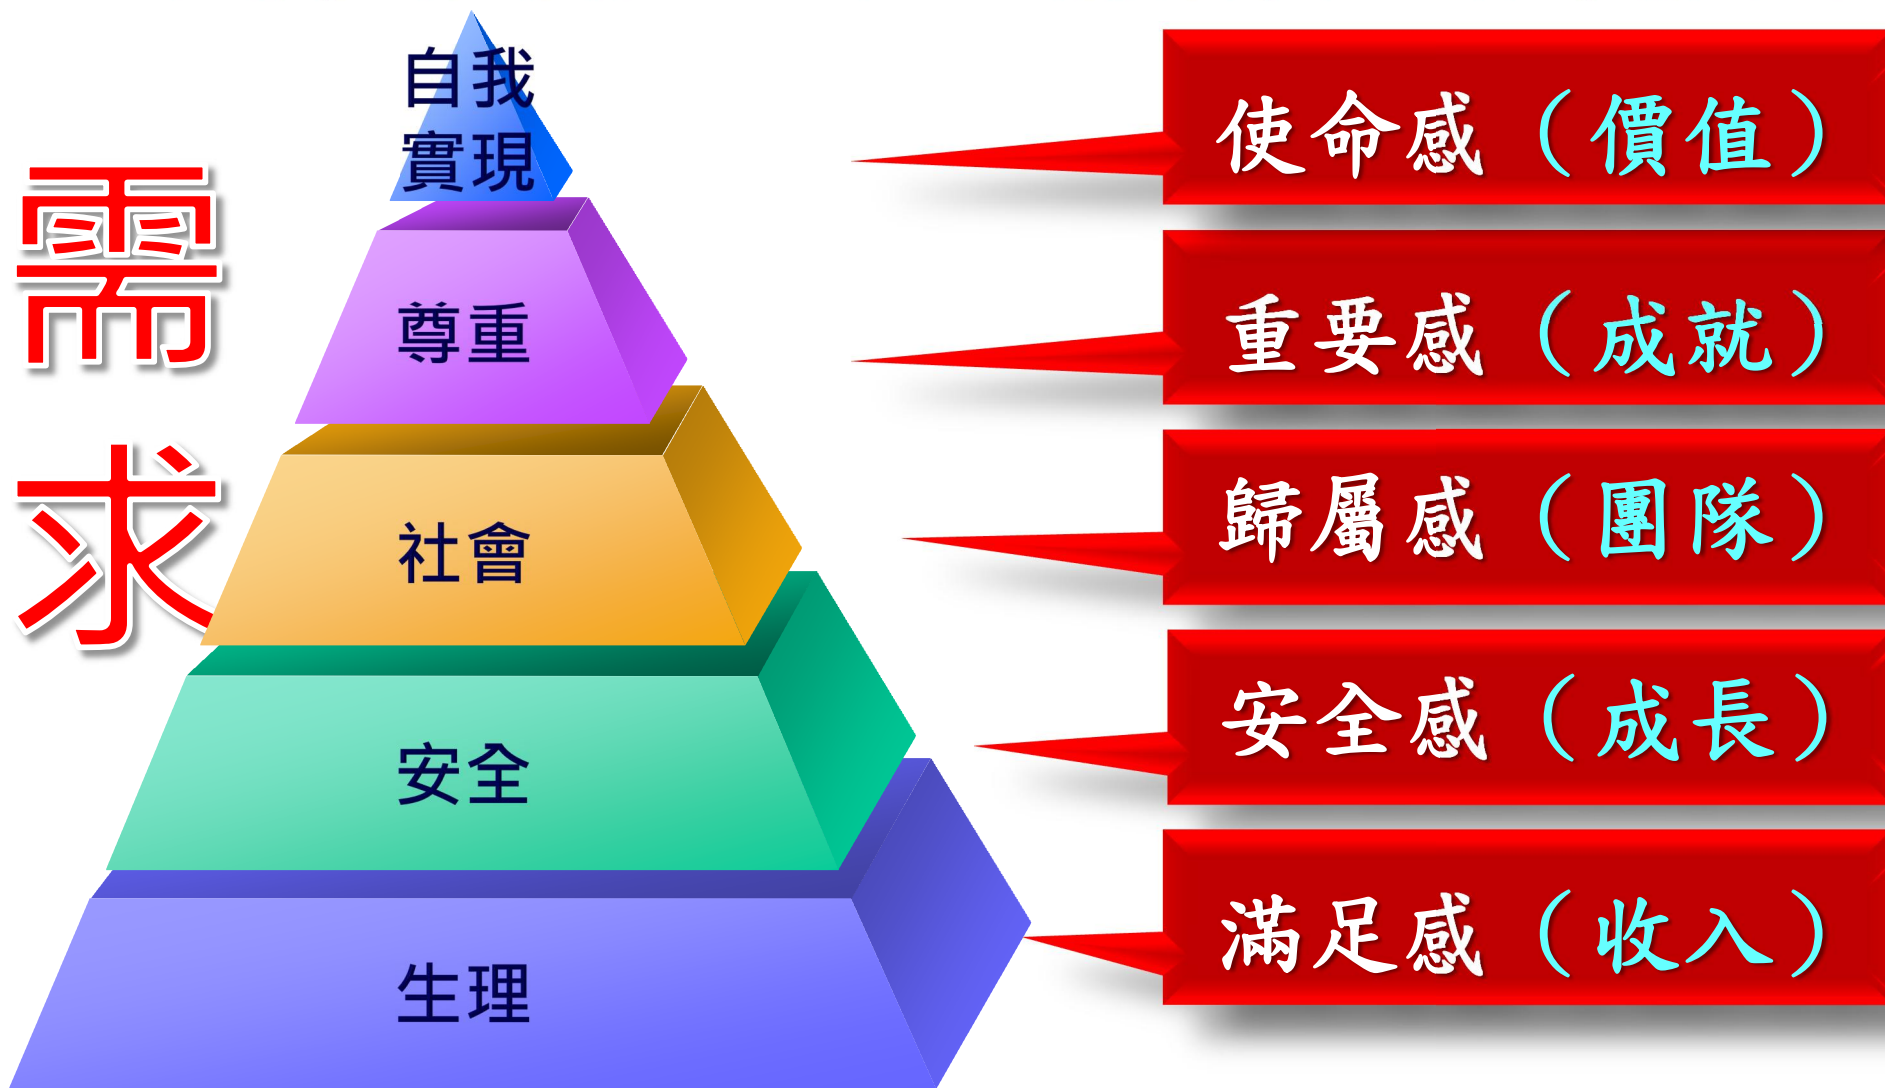 需求
自我
實現
尊重
社會
安全
生理
使命感（價值）
重要感（成就）
歸屬感（團隊）
安全感（成長）
滿足感（收入）